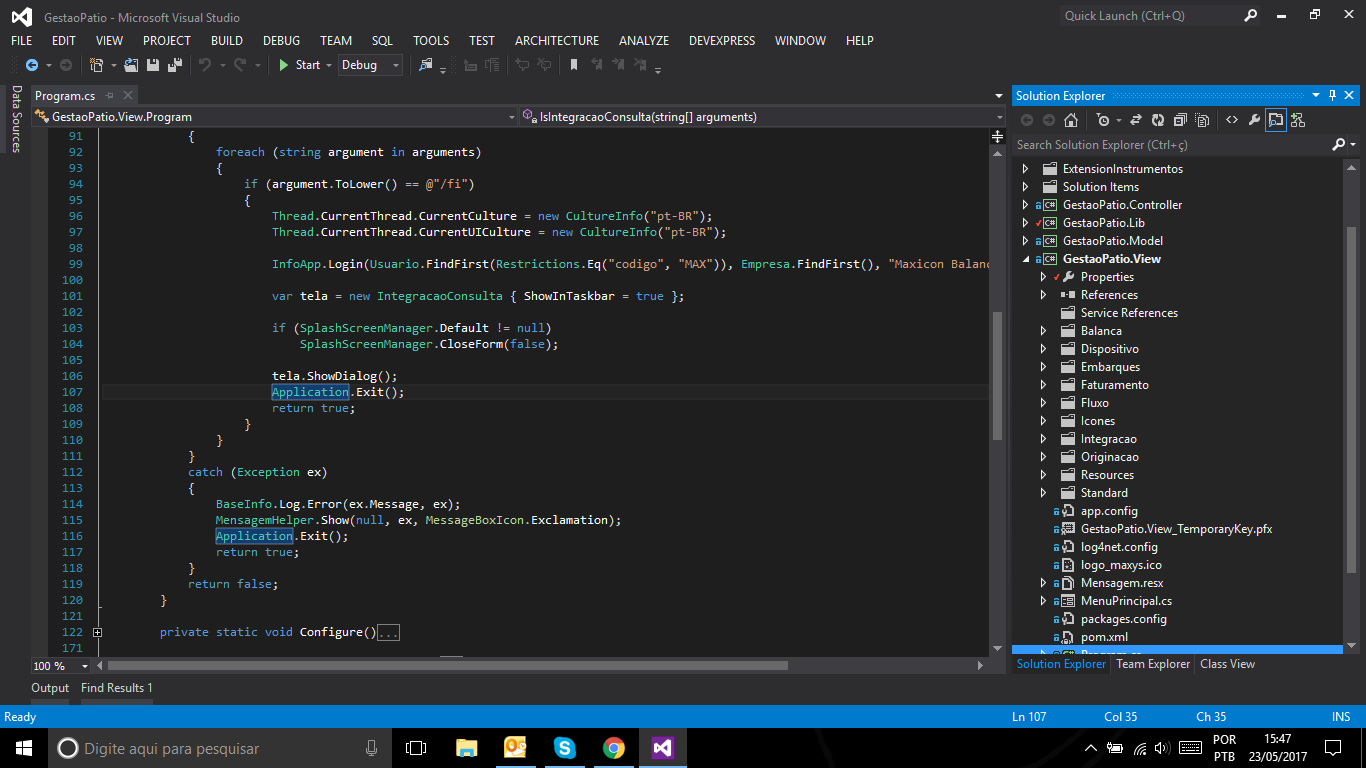 GestaoPatio - Microsoft Visual Studio
Quick Launch (Ctrl+Q)
FILE EDIT VIEW PROJECT BUILD DEBUG TEAM SQL TOOLS TEST ARCHITECTURE ANALYZE DEVEXPRESS WINDOW HELP
Start Debug
Data Sources
Program.cs
GestaoPatio.View.Program IsIntegracaoConsulta(string[] arguments)
91 {
92 foreach (string argument in arguments)
93 {
94 if (argument.ToLower() == @"/fi")
95 {
96 Thread.CurrentThread.CurrentCulture = new CultureInfo("pt-BR");
97 Thread.CurrentThread.CurrentUICulture = new CultureInfo("pt-BR");
98
99 InfoApp.Login(Usuario.FindFirst(Restrictions.Eq("codigo", "MAX")), Empresa.FindFirst(), "Maxicon Balanc
100
101 var tela = new IntegracaoConsulta { ShowInTaskbar = true };
102
103 if (SplashScreenManager.Default != null)
104 SplashScreenManager.CloseForm(false);
105
106 tela.ShowDialog();
107 Application.Exit();
108 return true;
109 }
110 }
111 }
112 catch (Exception ex)
113 {
114 BaseInfo.Log.Error(ex.Message, ex);
115 MensagemHelper.Show(null, ex, MessageBoxIcon.Exclamation);
116 Application.Exit();
117 return true;
118 }
119 return false;
120 }
121
122 private static void Configure()...
171
100 %
Output Find Results 1
Solution Explorer
Search Solution Explorer (Ctrl+ç)
ExtensionInstrumentos
Solution Items
GestaoPatio.Controller
GestaoPatio.Lib
GestaoPatio.Model
GestaoPatio.View
Properties
References
Service References
Balanca
Dispositivo
Embarques
Faturamento
Fluxo
Icones
Integracao
Originacao
Resources
Standard
app.config
GestaoPatio.View_TemporaryKey.pfx
log4net.config
logo_maxys.ico
Mensagem.resx
MenuPrincipal.cs
packages.config
pom.xml
Program.cs
Solution Explorer Team Explorer Class View
Ready Ln 107 Col 35 Ch 35 INS
Digite aqui para pesquisar
POR
PTB
15:47
23/05/2017